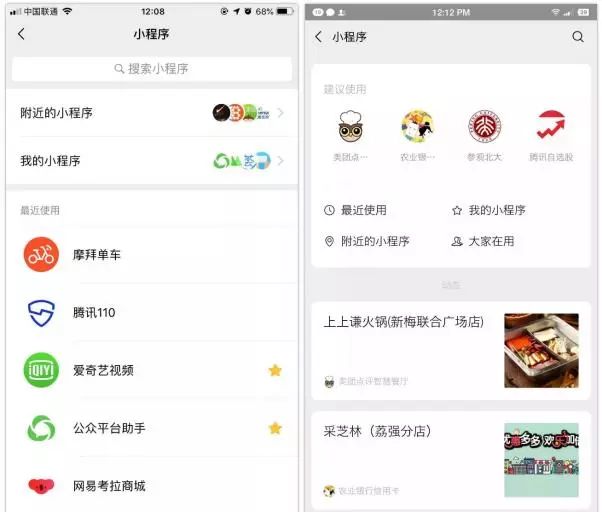 中国联通
12:08
68%
小程序
搜索小程序
附近的小程序
我的小程序
最近使用
摩拜单车
腾讯110
iQIYI
爱奇艺视频
公众平台助手
网易考拉商城
10
美团
12:12 PM
39
小程序
建议使用
美团点…
农业银…
参观北大
腾讯自选股
最近使用
我的小程序
附近的小程序
大家在用
动态
上上谦火锅(新梅联合广场店)
美团点评智慧餐厅
采芝林（荔强分店）
农业银行信用卡